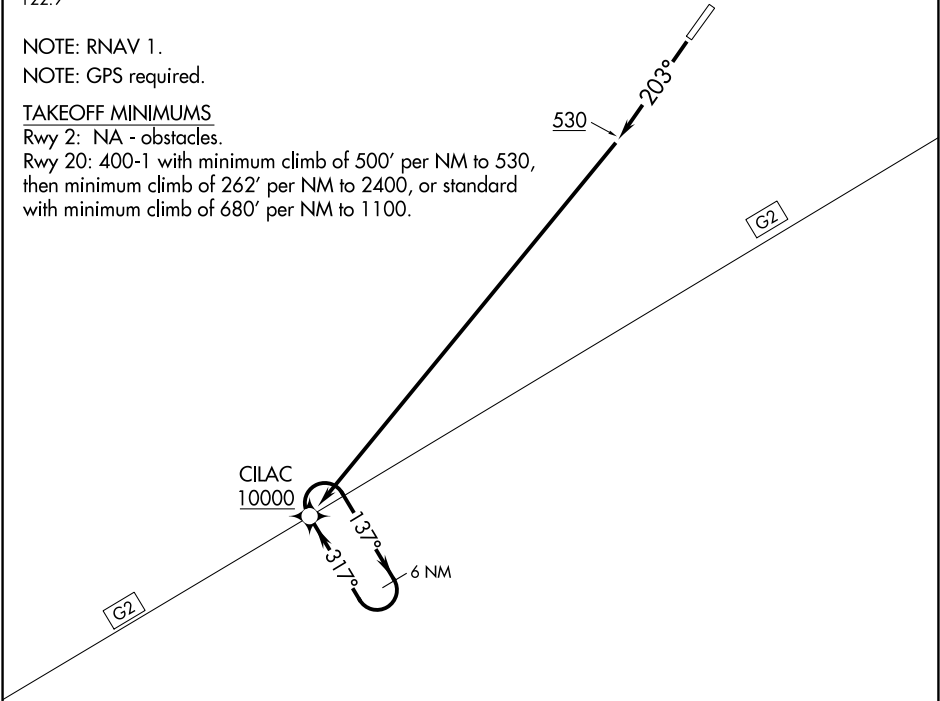 NOTE: RNAV 1.
NOTE: GPS required.
TAKEOFF MINIMUMS
Rwy 2: NA - obstacles.
Rwy 20: 400-1 with minimum climb of 500' per NM to 530,
then minimum climb of 262' per NM to 2400, or standard
with minimum climb of 680' per NM to 1100.
203°
530
G2
CILAC
10000
137°
317°
6 NM
G2